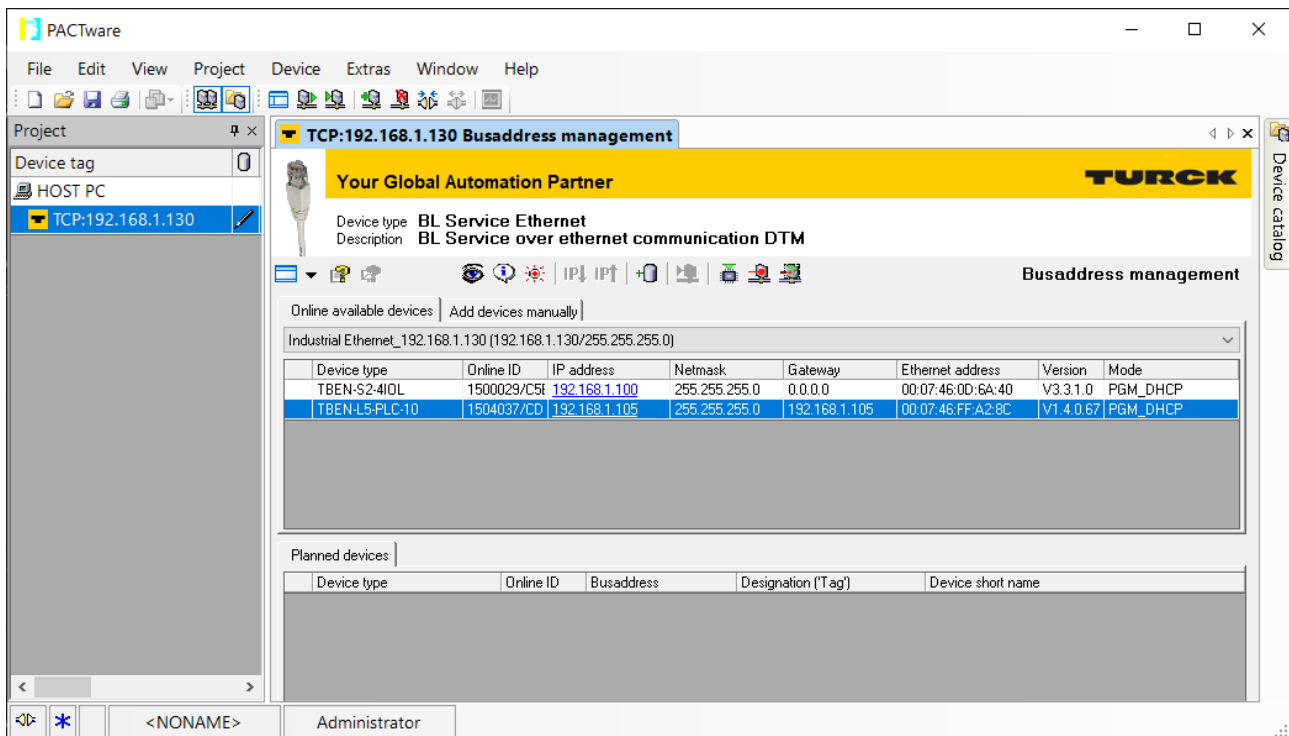 PACTware
File Edit View Project Device Extras Window Help
Project
Device tag
HOST PC
TCP:192.168.1.130
TCP:192.168.1.130 Busaddress management
Your Global Automation Partner
TURCK
Device type BL Service Ethernet
Description BL Service over ethernet communication DTM
IP IP
Busaddress management
Online available devices Add devices manually
Industrial Ethernet_192.168.1.130 (192.168.1.130/255.255.255.0)
Device type Online ID IP address Netmask Gateway Ethernet address Version Mode
TBEN-S2-4IOL 1500029/C5 192.168.1.100 255.255.255.0 0.0.0.0 00:07:46:0D:6A:40 V3.3.1.0 PGM_DHCP
TBEN-L5-PLC-10 1504037/CD 192.168.1.105 255.255.255.0 192.168.1.105 00:07:46:FF:A2:8C V1.4.0.67 PGM_DHCP
Planned devices
Device type Online ID Busaddress Designation ('Tag') Device short name
Device catalog
<NONAME> Administrator